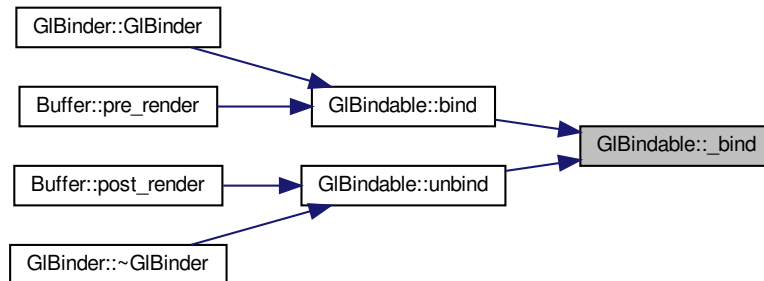 GlBinder::GlBinder
Buffer::pre_render
GlBindable::bind
GlBindable::_bind
Buffer::post_render
GlBindable::unbind
GlBinder::~GlBinder